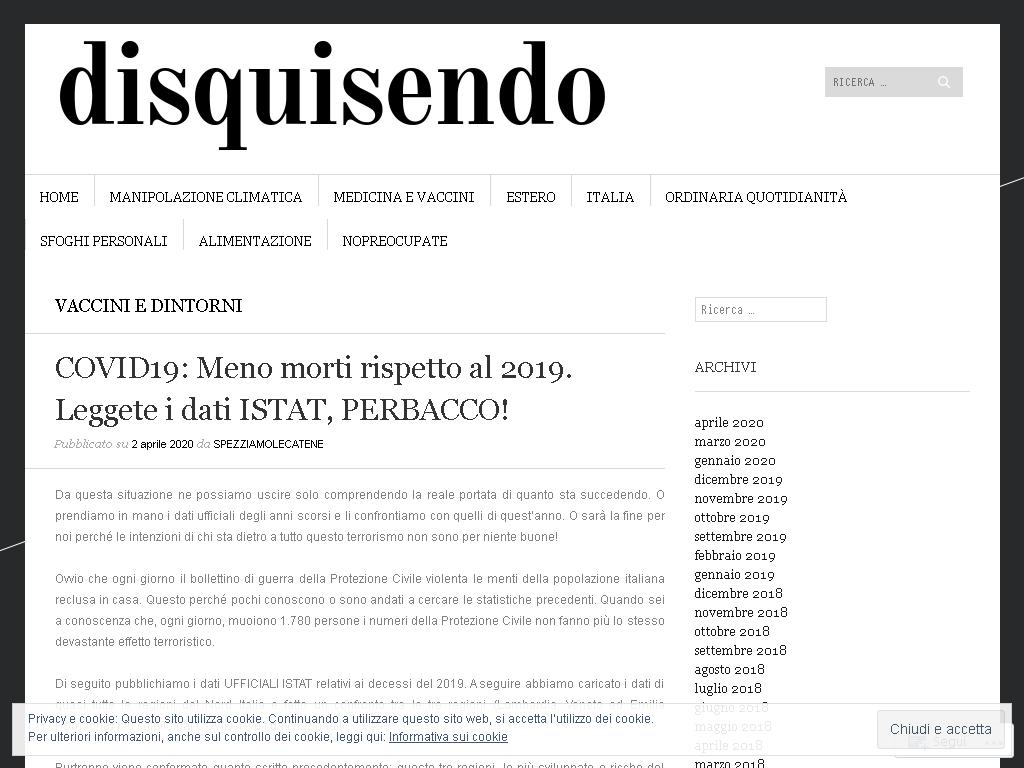 disquisendo
RICERCA …
HOME
MANIPOLAZIONE CLIMATICA
MEDICINA E VACCINI
ESTERO
ITALIA
ORDINARIA QUOTIDIANITÀ
SFOGHI PERSONALI
ALIMENTAZIONE
NOPREOCUPATE
VACCINI E DINTORNI
COVID19: Meno morti rispetto al 2019.
Leggete i dati ISTAT, PERBACCO!
Pubblicato su 2 aprile 2020 da SPEZZIAMOLECATENE
Da questa situazione ne possiamo uscire solo comprendendo la reale portata di quanto sta succedendo. O
prendiamo in mano i dati ufficiali degli anni scorsi e li confrontiamo con quelli di quest'anno. O sarà la fine per
noi perché le intenzioni di chi sta dietro a tutto questo terrorismo non sono per niente buone!
Ovvio che ogni giorno il bollettino di guerra della Protezione Civile violenta le menti della popolazione italiana
reclusa in casa. Questo perché pochi conoscono o sono andati a cercare le statistiche precedenti. Quando sei
a conoscenza che, ogni giorno, muoiono 1.780 persone i numeri della Protezione Civile non fanno più lo stesso
devastante effetto terroristico.
Di seguito pubblichiamo i dati UFFICIALI ISTAT relativi ai decessi del 2019. A seguire abbiamo caricato i dati di
Ricerca …
ARCHIVI
aprile 2020
marzo 2020
gennaio 2020
dicembre 2019
novembre 2019
ottobre 2019
settembre 2019
febbraio 2019
gennaio 2019
dicembre 2018
novembre 2018
ottobre 2018
settembre 2018
agosto 2018
luglio 2018
giugno 2018
maggio 2018
aprile 2018
marzo 2018
Privacy e cookie: Questo sito utilizza cookie. Continuando a utilizzare questo sito web, si accetta l'utilizzo dei cookie.
Per ulteriori informazioni, anche sul controllo dei cookie, leggi qui: Informativa sui cookie
Chiudi e accetta
Segui